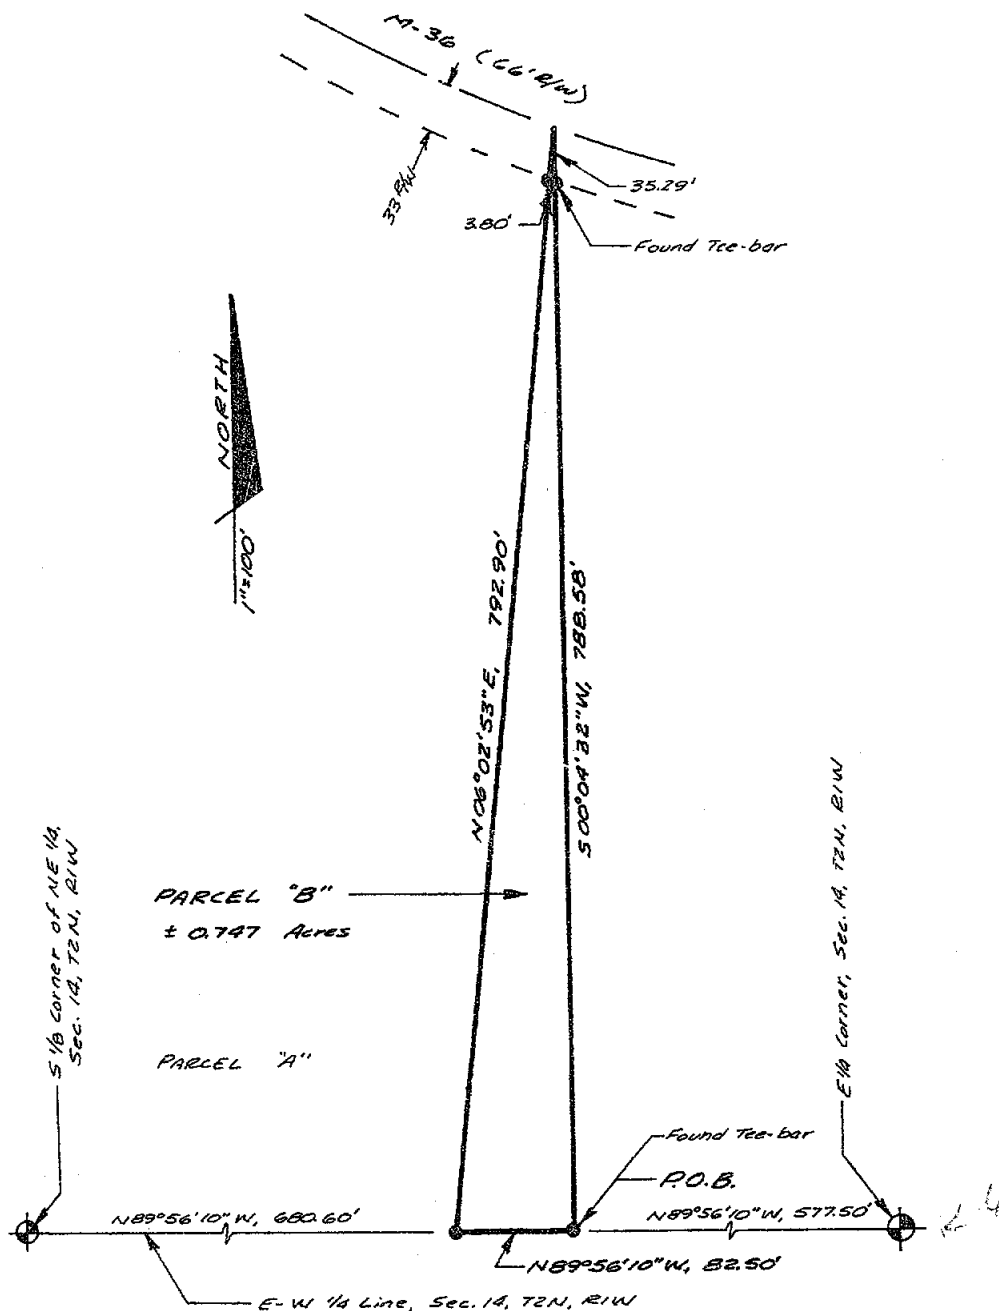 M-36 (66' R/W)
33' R/W
35.29'
3.80'
Found Tee-bar
NORTH
1"=100'
N06°02'53"E, 792.90'
S00°04'32"W, 788.58'
PARCEL "B"
± 0.747 Acres
PARCEL "A"
S 1/8 Corner of NE 1/4,
Sec. 14, T2N, R1W
E 1/4 Corner, Sec. 14, T2N, R1W
Found Tee-bar
P.O.B.
N89°56'10"W, 680.60'
N89°56'10"W, 577.50'
N89°56'10"W, 82.50'
E-W 1/4 Line, Sec. 14, T2N, R1W